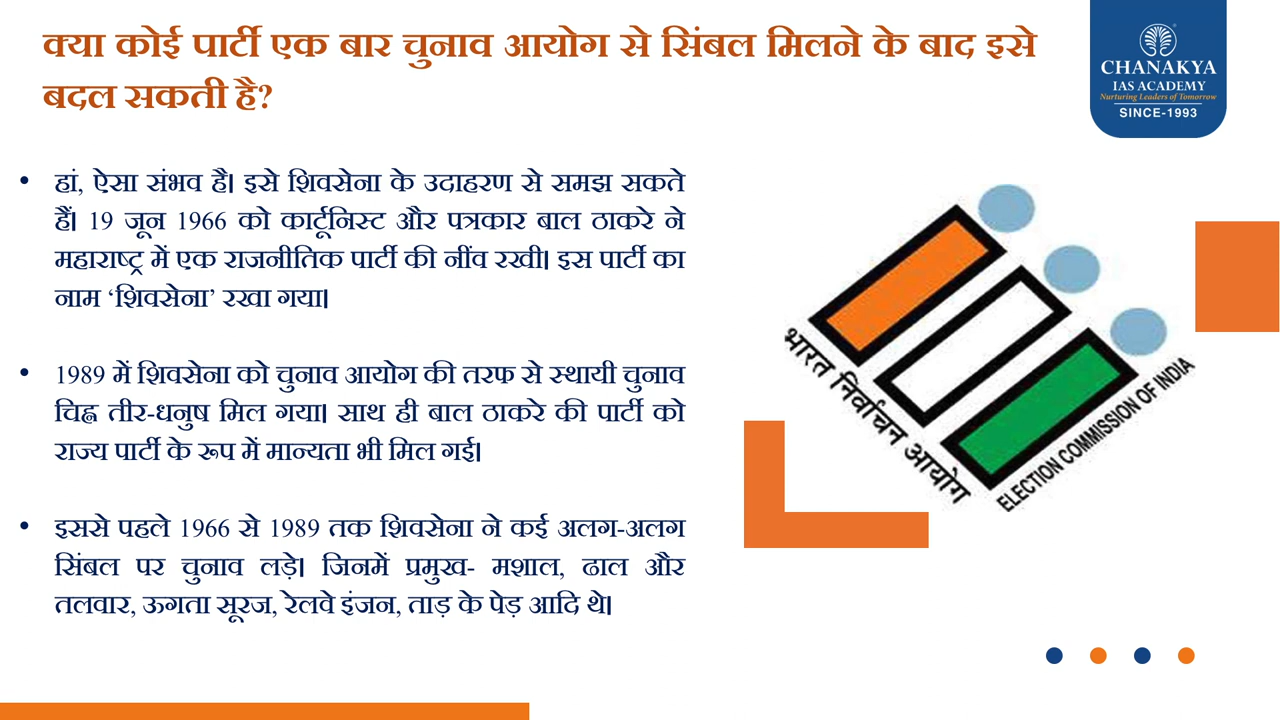 क्या कोई पार्टी एक बार चुनाव आयोग से सिंबल मिलने के बाद इसे
बदल सकती है?
CHANAKYA
IAS ACADEMY
Nurturing Leaders of Tomorrow
SINCE-1993
• हां, ऐसा संभव है। इसे शिवसेना के उदाहरण से समझ सकते
हैं। 19 जून 1966 को कार्टूनिस्ट और पत्रकार बाल ठाकरे ने
महाराष्ट्र में एक राजनीतिक पार्टी की नींव रखी। इस पार्टी का
नाम ‘शिवसेना’ रखा गया।
• 1989 में शिवसेना को चुनाव आयोग की तरफ से स्थायी चुनाव
चिह्न तीर-धनुष मिल गया। साथ ही बाल ठाकरे की पार्टी को
राज्य पार्टी के रूप में मान्यता भी मिल गई।
• इससे पहले 1966 से 1989 तक शिवसेना ने कई अलग-अलग
सिंबल पर चुनाव लड़े। जिनमें प्रमुख- मशाल, ढाल और
तलवार, ऊगता सूरज, रेलवे इंजन, ताड़ के पेड़ आदि थे।
भारत निर्वाचन आयोग
ELECTION COMMISSION OF INDIA